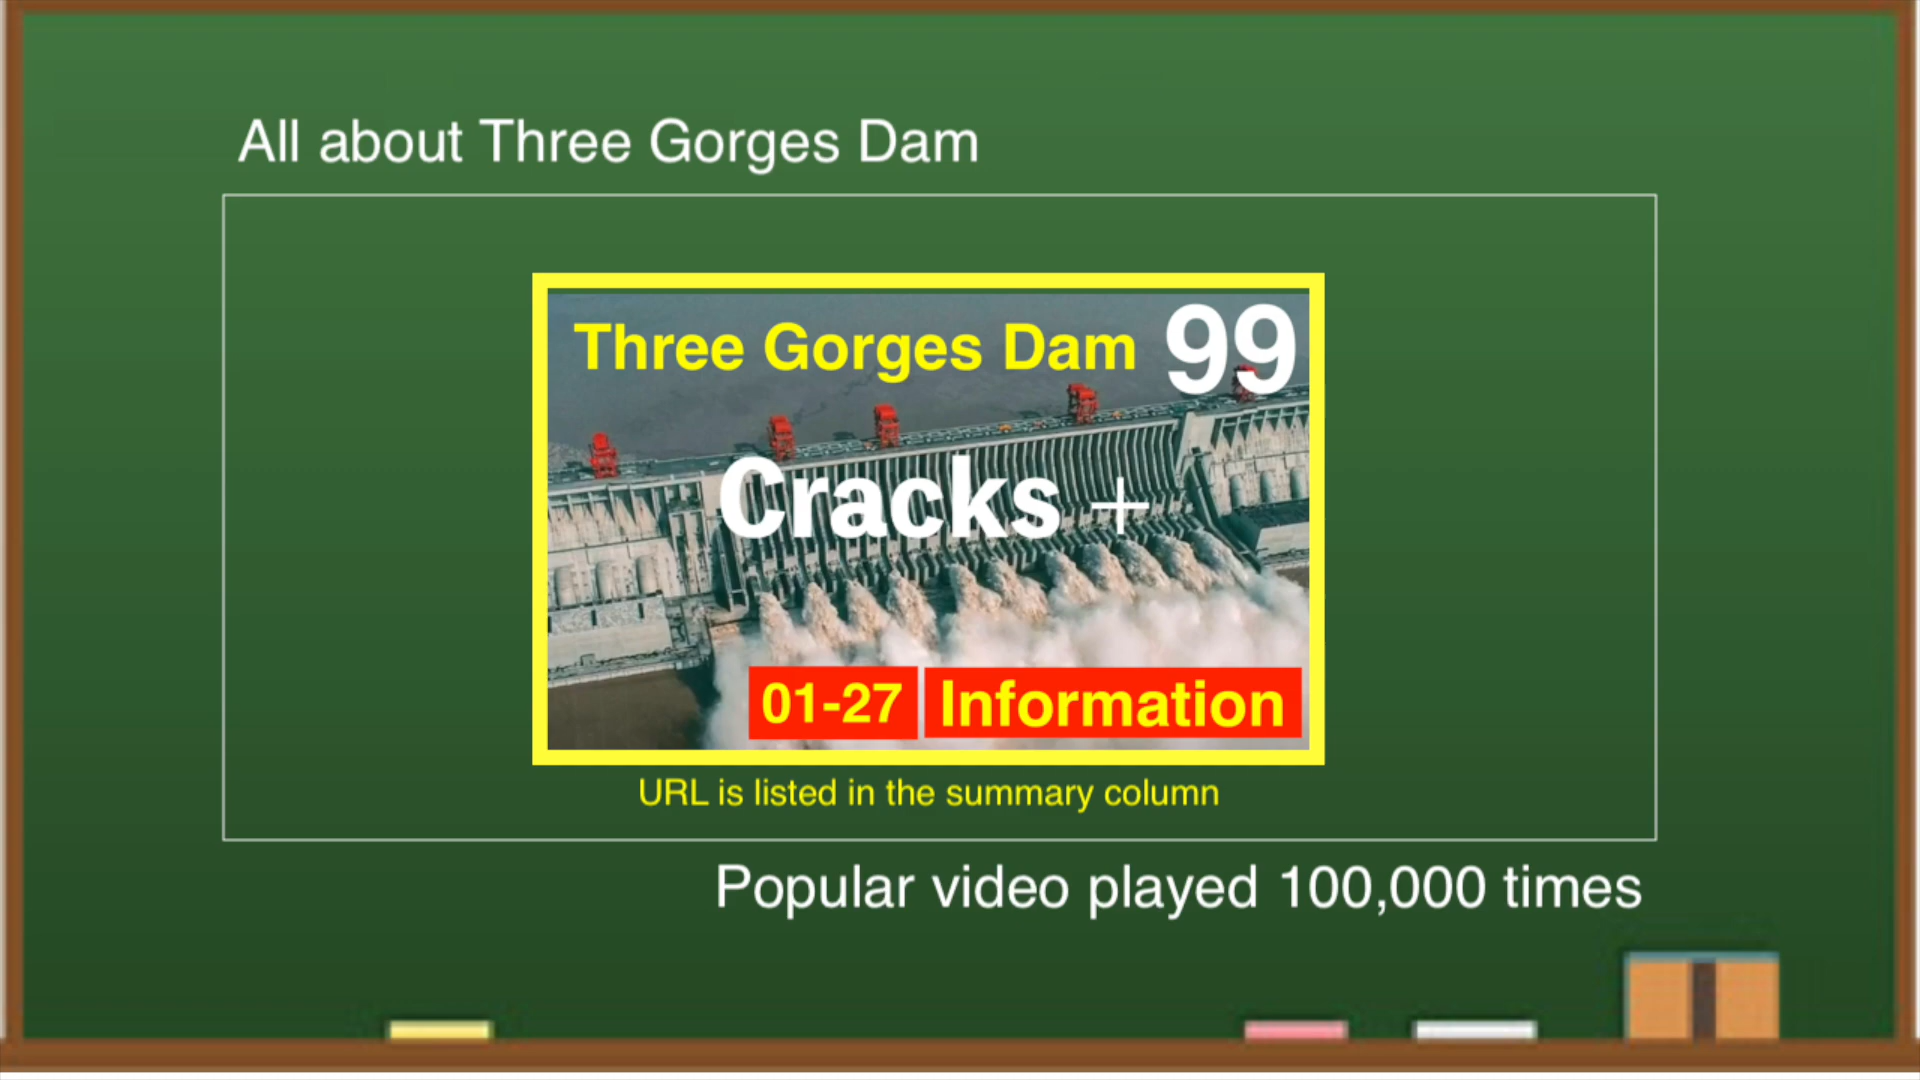 All about Three Gorges Dam
Three Gorges Dam 99
Cracks +
01-27 Information
URL is listed in the summary column
Popular video played 100,000 times